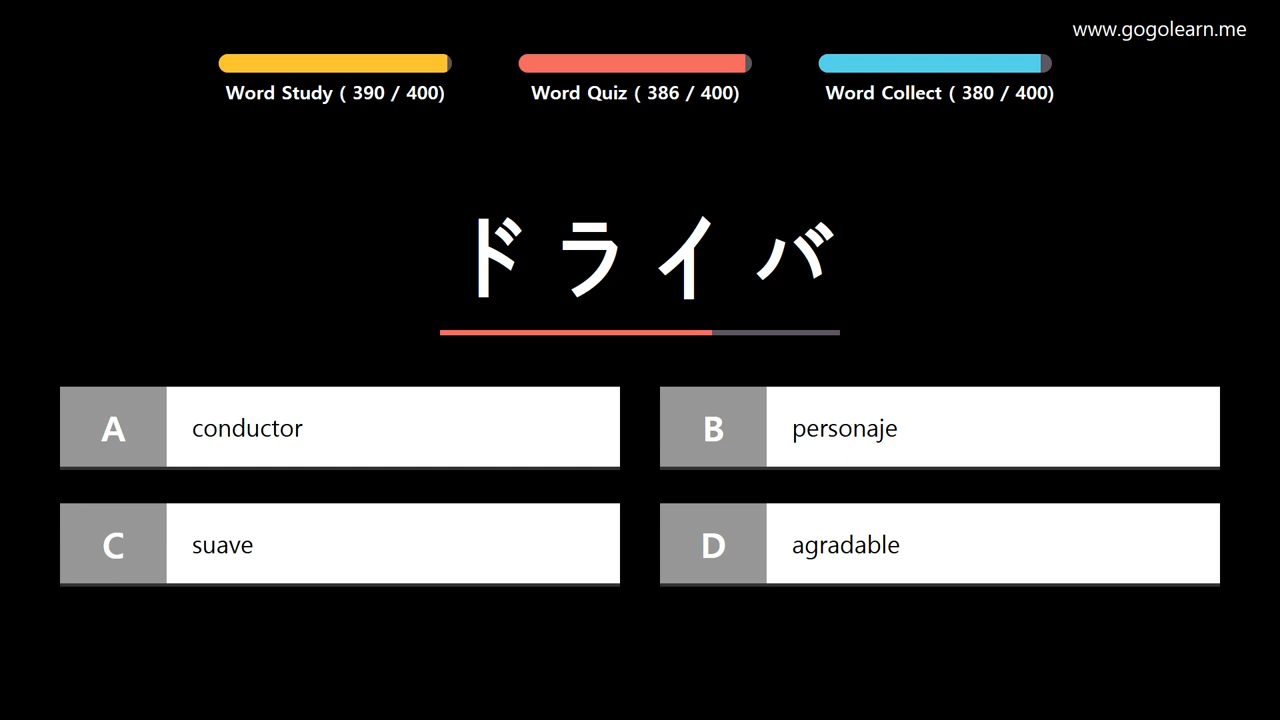 www.gogolearn.me
Word Study ( 390 / 400)
Word Quiz ( 386 / 400)
Word Collect ( 380 / 400)
ドライバ
A conductor
B personaje
C suave
D agradable